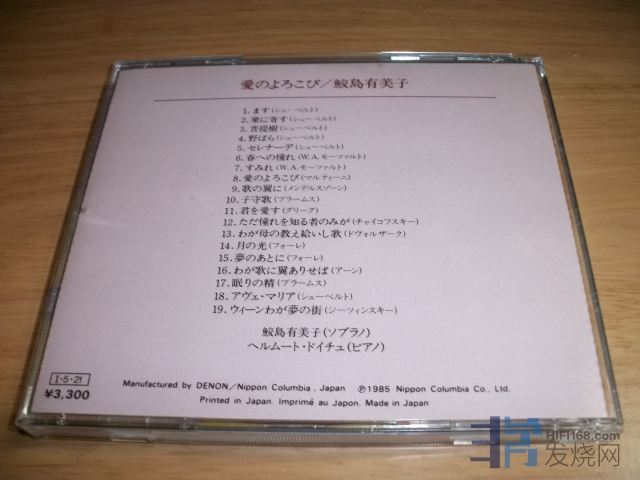 愛のよろこび／鮫島有美子
1. ます(シューベルト)
2. 楽に寄す(シューベルト)
3. 菩提樹(シューベルト)
4. 野ばら(シューベルト)
5. セレナーデ(シューベルト)
6. 春への憧れ(W.A.モーツァルト)
7. すみれ(W.A.モーツァルト)
8. 愛のよろこび(マルティーニ)
9. 歌の翼に(メンデルスゾーン)
10. 子守歌(ブラームス)
11. 君を愛す(グリーグ)
12. ただ憧れを知る者のみが(チャイコフスキー)
13. わが母の教え給いし歌(ドヴォルザーク)
14. 月の光(フォーレ)
15. 夢のあとに(フォーレ)
16. わが歌に翼ありせば(アーン)
17. 眠りの精(ブラームス)
18. アヴェ・マリア(シューベルト)
19. ウィーンわが夢の街(ジーツィンスキー)
鮫島有美子(ソプラノ)
ヘルムート・ドイチュ(ピアノ)
I・5・21
¥3,300
Manufactured by DENON/Nippon Columbia, Japan ℗1985 Nippon Columbia Co., Ltd.
Printed in Japan. Imprimé au Japon. Made in Japan
HIFI168.com
发烧网